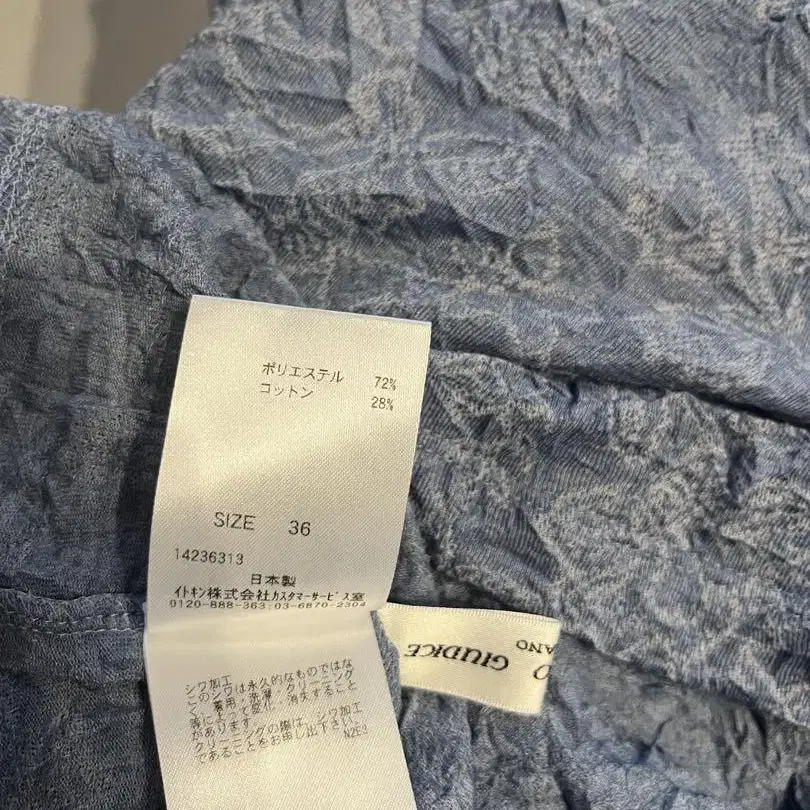 ポリエステル 72%
コットン 28%
SIZE 36
14236313
日本製
イトキン株式会社カスタマーサービス室
0120-888-363:03-6870-2304
シワ加工
このシワは永久的なものではな
く、着用・洗濯・クリーニング
等によって変化・消失すること
があります。
クリーニングの際は、シワ加工
であることをお申し出下さい。
NZE9
O GIUDICE
ANO